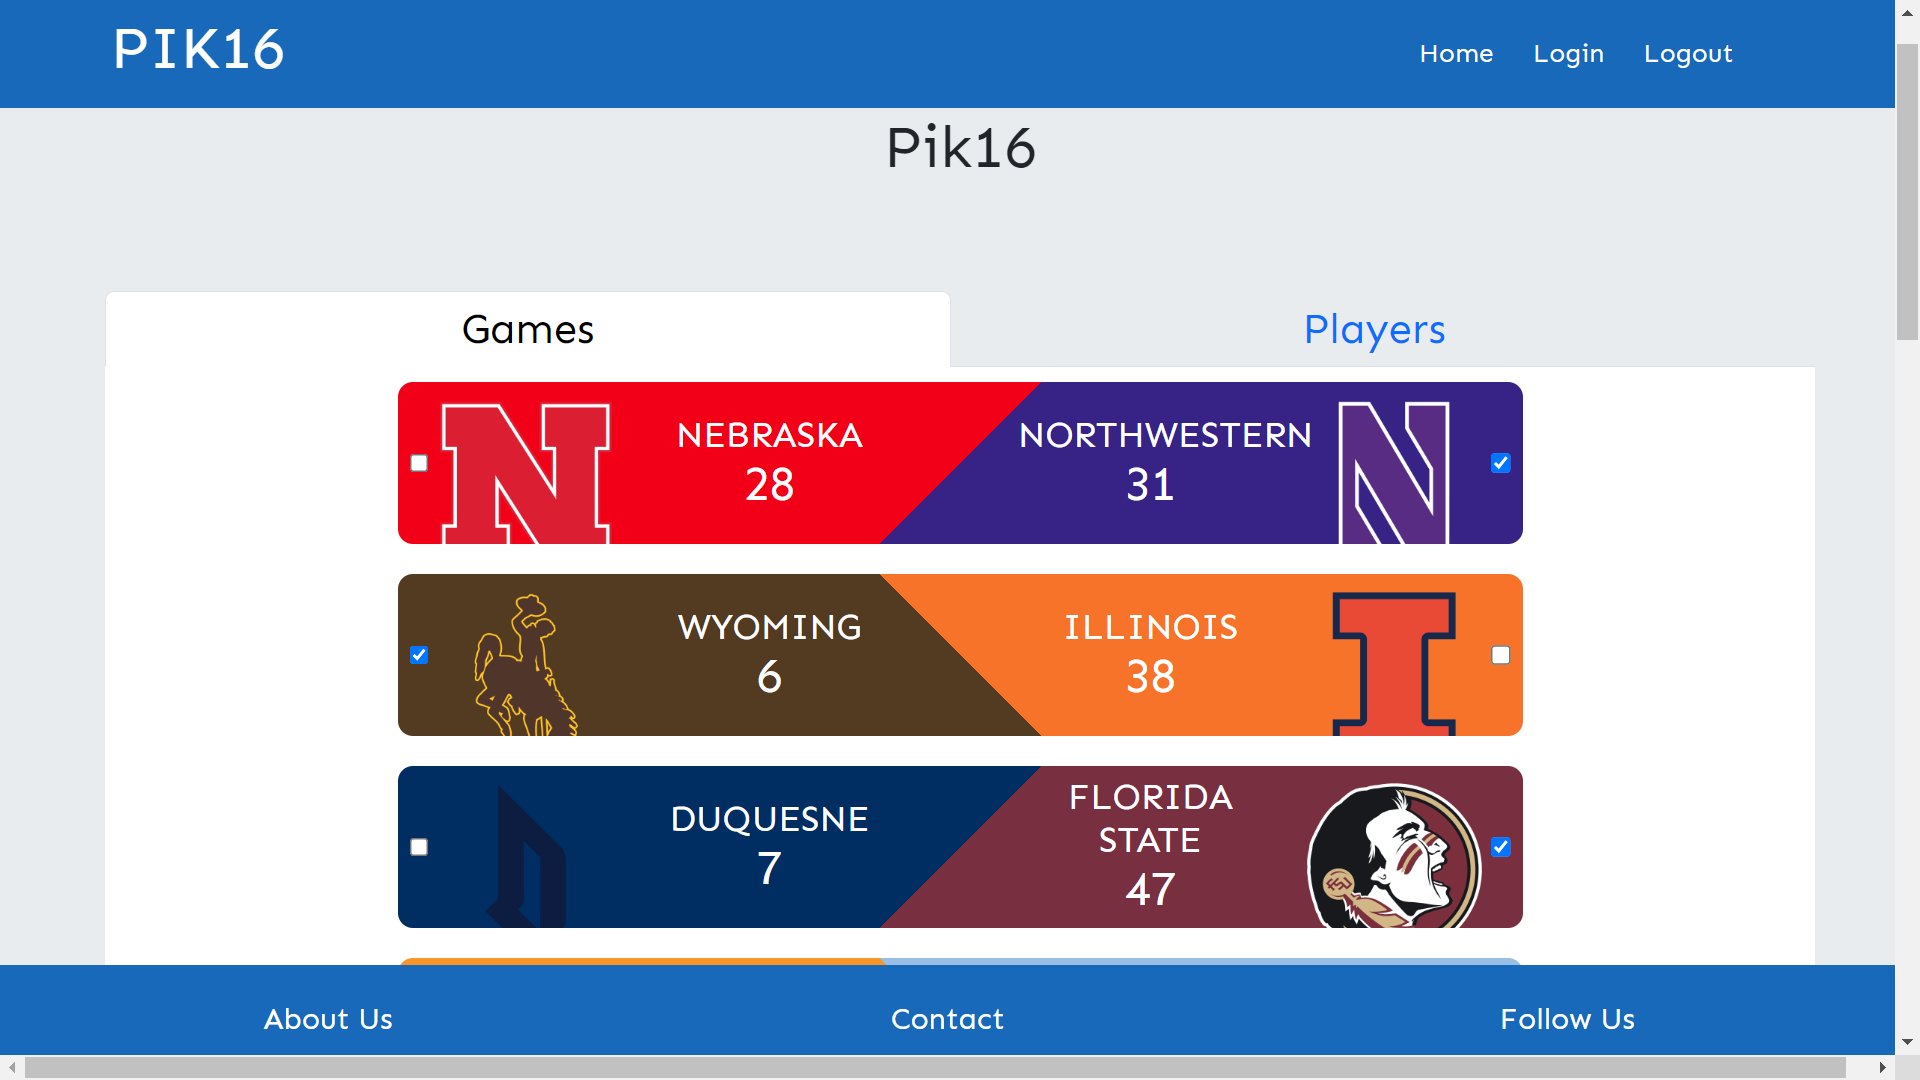 PIK16
Home Login Logout
Pik16
Games Players
NEBRASKA
28
NORTHWESTERN
31
WYOMING
6
ILLINOIS
38
DUQUESNE
7
FLORIDA
STATE
47
FSU
About Us Contact Follow Us